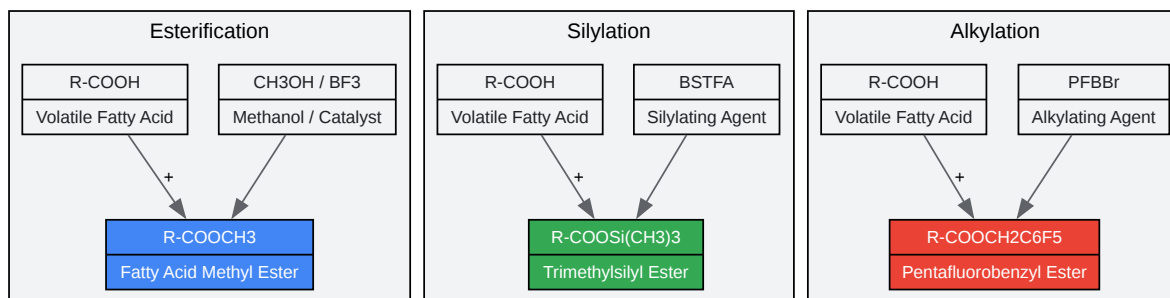 Esterification
R-COOH
Volatile Fatty Acid
CH3OH / BF3
Methanol / Catalyst
+
R-COOCH3
Fatty Acid Methyl Ester
Silylation
R-COOH
Volatile Fatty Acid
BSTFA
Silylating Agent
+
R-COOSi(CH3)3
Trimethylsilyl Ester
Alkylation
R-COOH
Volatile Fatty Acid
PFBBr
Alkylating Agent
+
R-COOCH2C6F5
Pentafluorobenzyl Ester